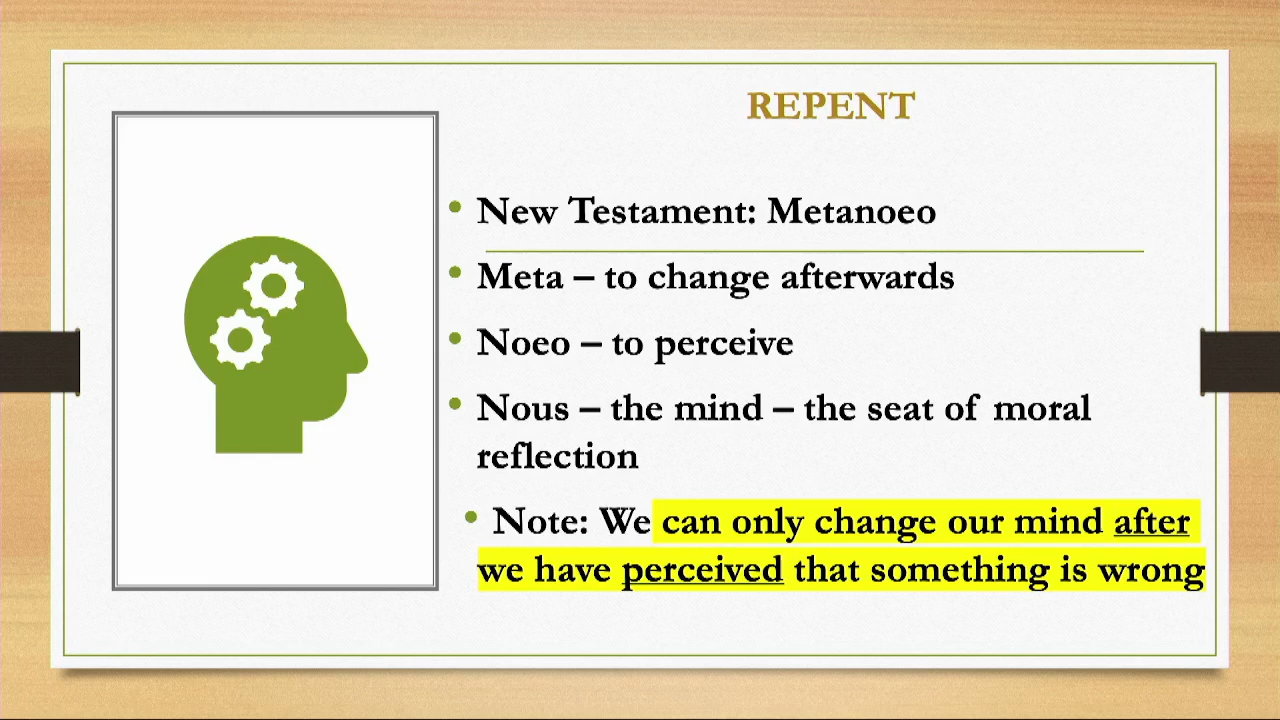 REPENT
• New Testament: Metanoeo
• Meta – to change afterwards
• Noeo – to perceive
• Nous – the mind – the seat of moral
reflection
• Note: We can only change our mind after
we have perceived that something is wrong